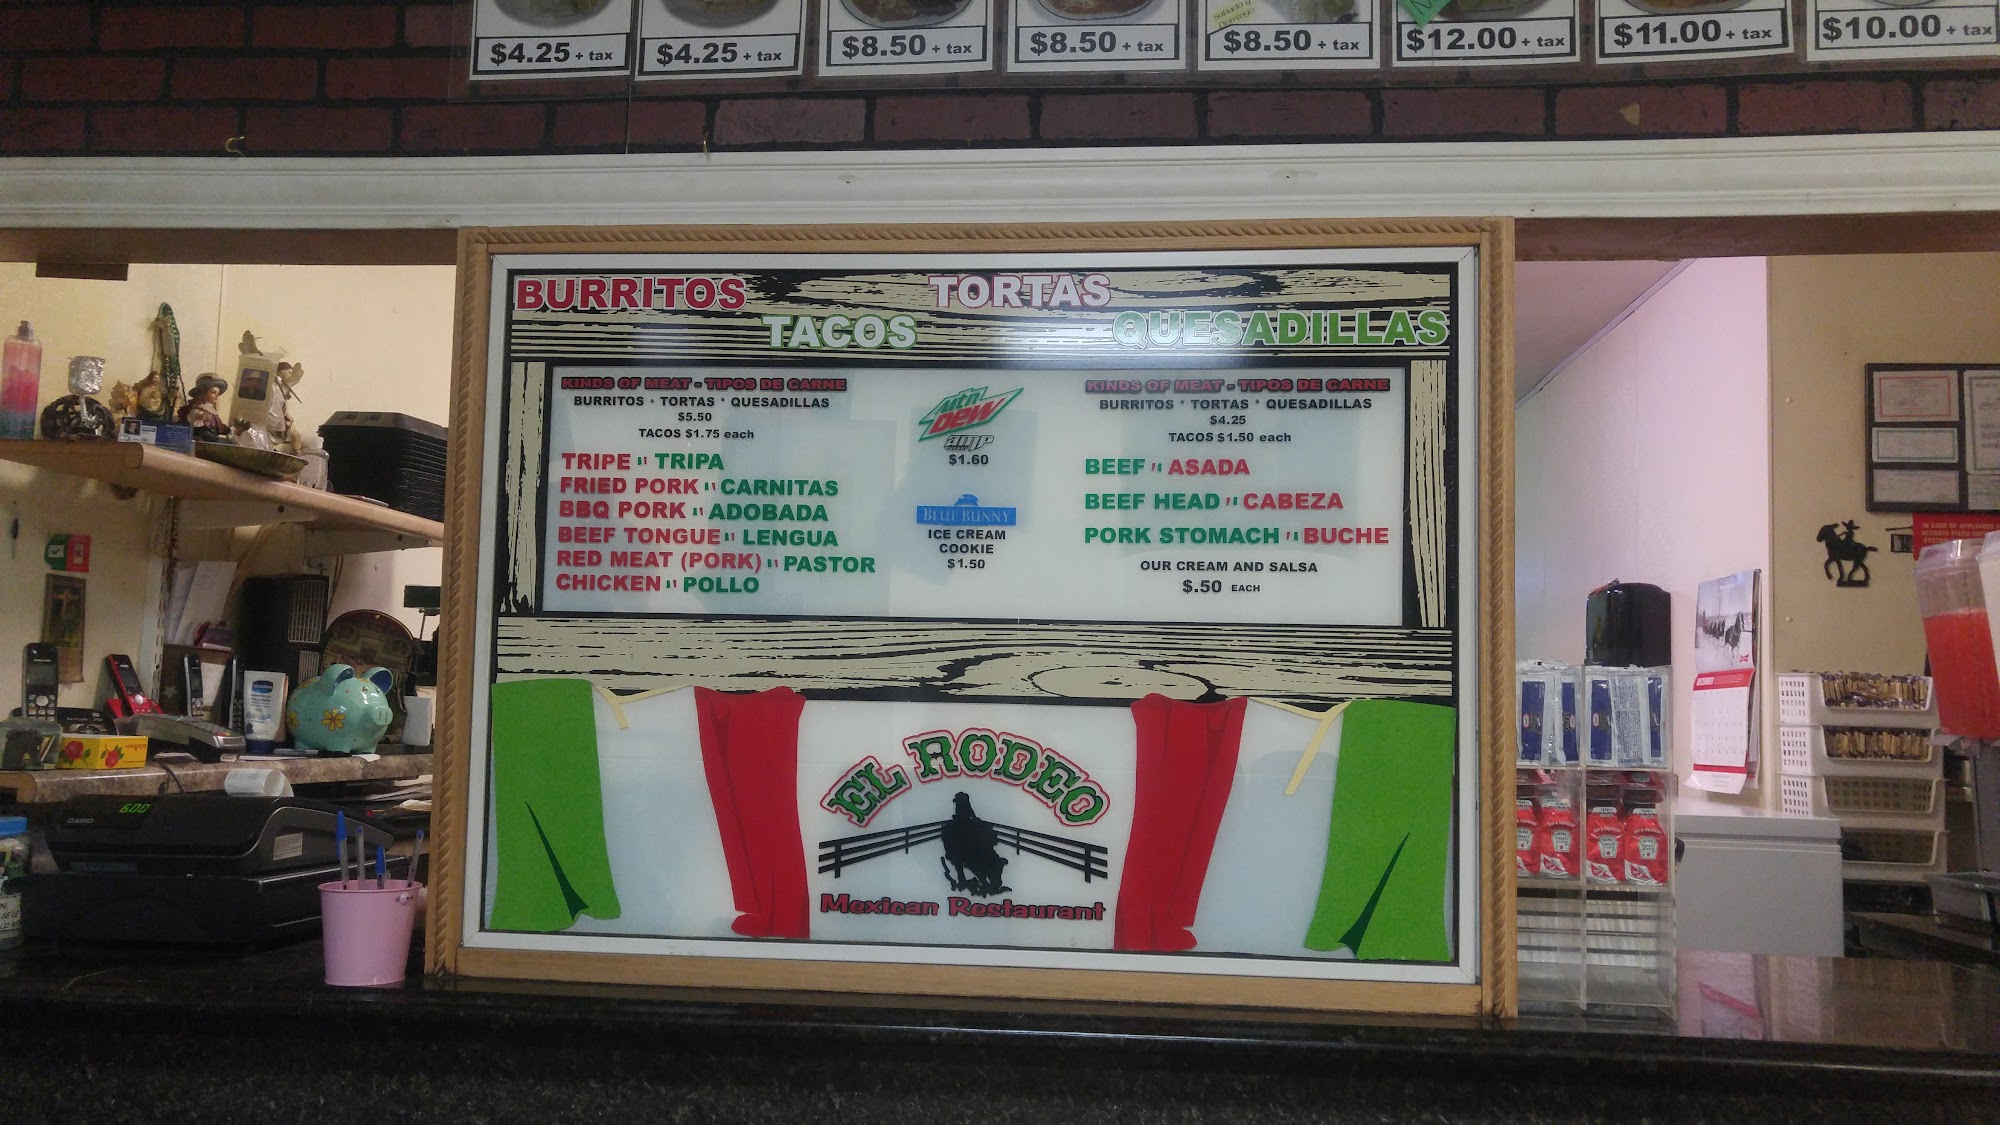 $4.25 + tax
$4.25 + tax
$8.50 + tax
$8.50 + tax
Sabado y
Domingo
$8.50 + tax
$12.00 + tax
$11.00 + tax
$10.00 + tax
BURRITOS
TACOS
TORTAS
QUESADILLAS
KINDS OF MEAT - TIPOS DE CARNE
BURRITOS * TORTAS * QUESADILLAS
$5.50
TACOS $1.75 each
TRIPE " TRIPA
FRIED PORK " CARNITAS
BBQ PORK " ADOBADA
BEEF TONGUE " LENGUA
RED MEAT (PORK) " PASTOR
CHICKEN " POLLO
Mtn
DEW
amp
$1.60
BLUE BUNNY
ICE CREAM
COOKIE
$1.50
KINDS OF MEAT - TIPOS DE CARNE
BURRITOS * TORTAS * QUESADILLAS
$4.25
TACOS $1.50 each
BEEF " ASADA
BEEF HEAD " CABEZA
PORK STOMACH " BUCHE
OUR CREAM AND SALSA
$.50 EACH
EL RODEO
Mexican Restaurant
CASIO
600